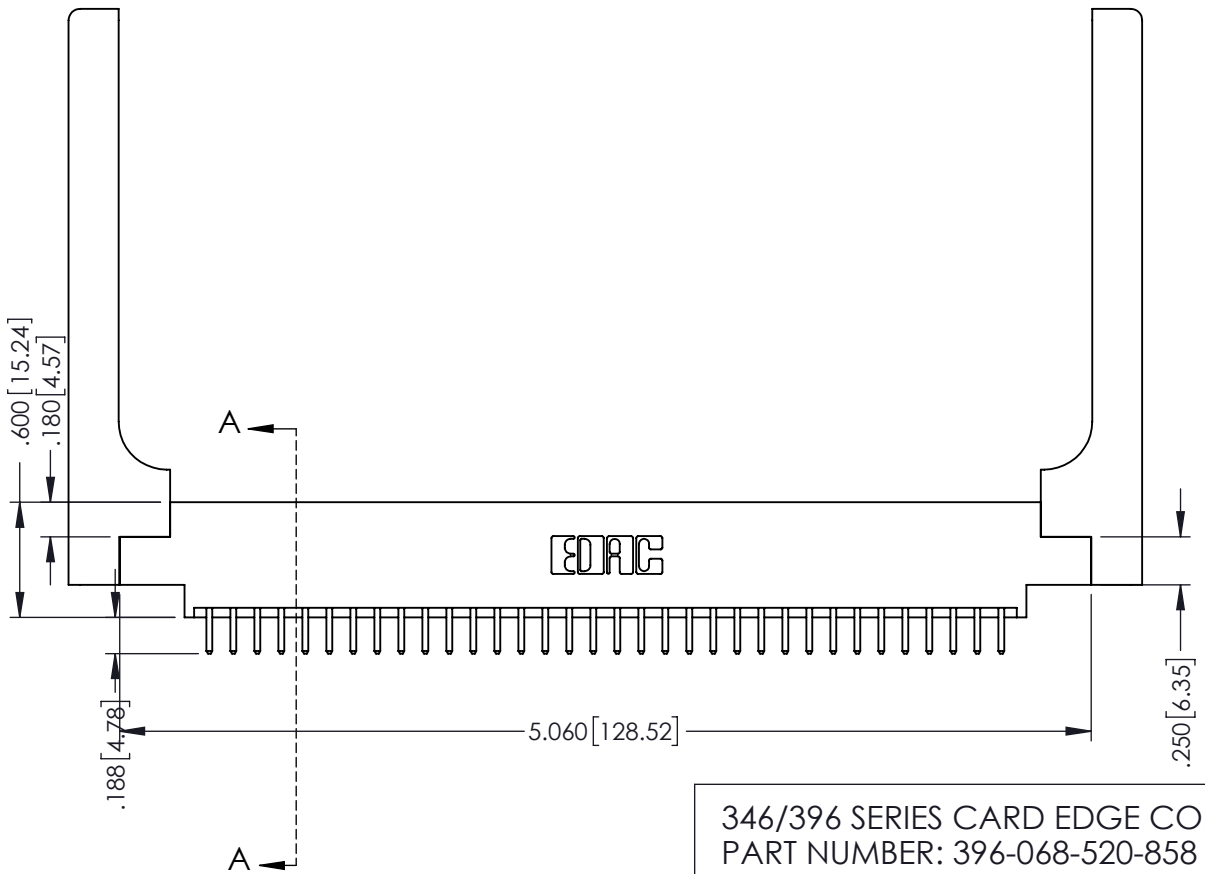 .600 [15.24]
.180 [4.57]
A
EDAC
.188 [4.78]
5.060 [128.52]
.250 [6.35]
A
346/396 SERIES CARD EDGE CO
PART NUMBER: 396-068-520-858